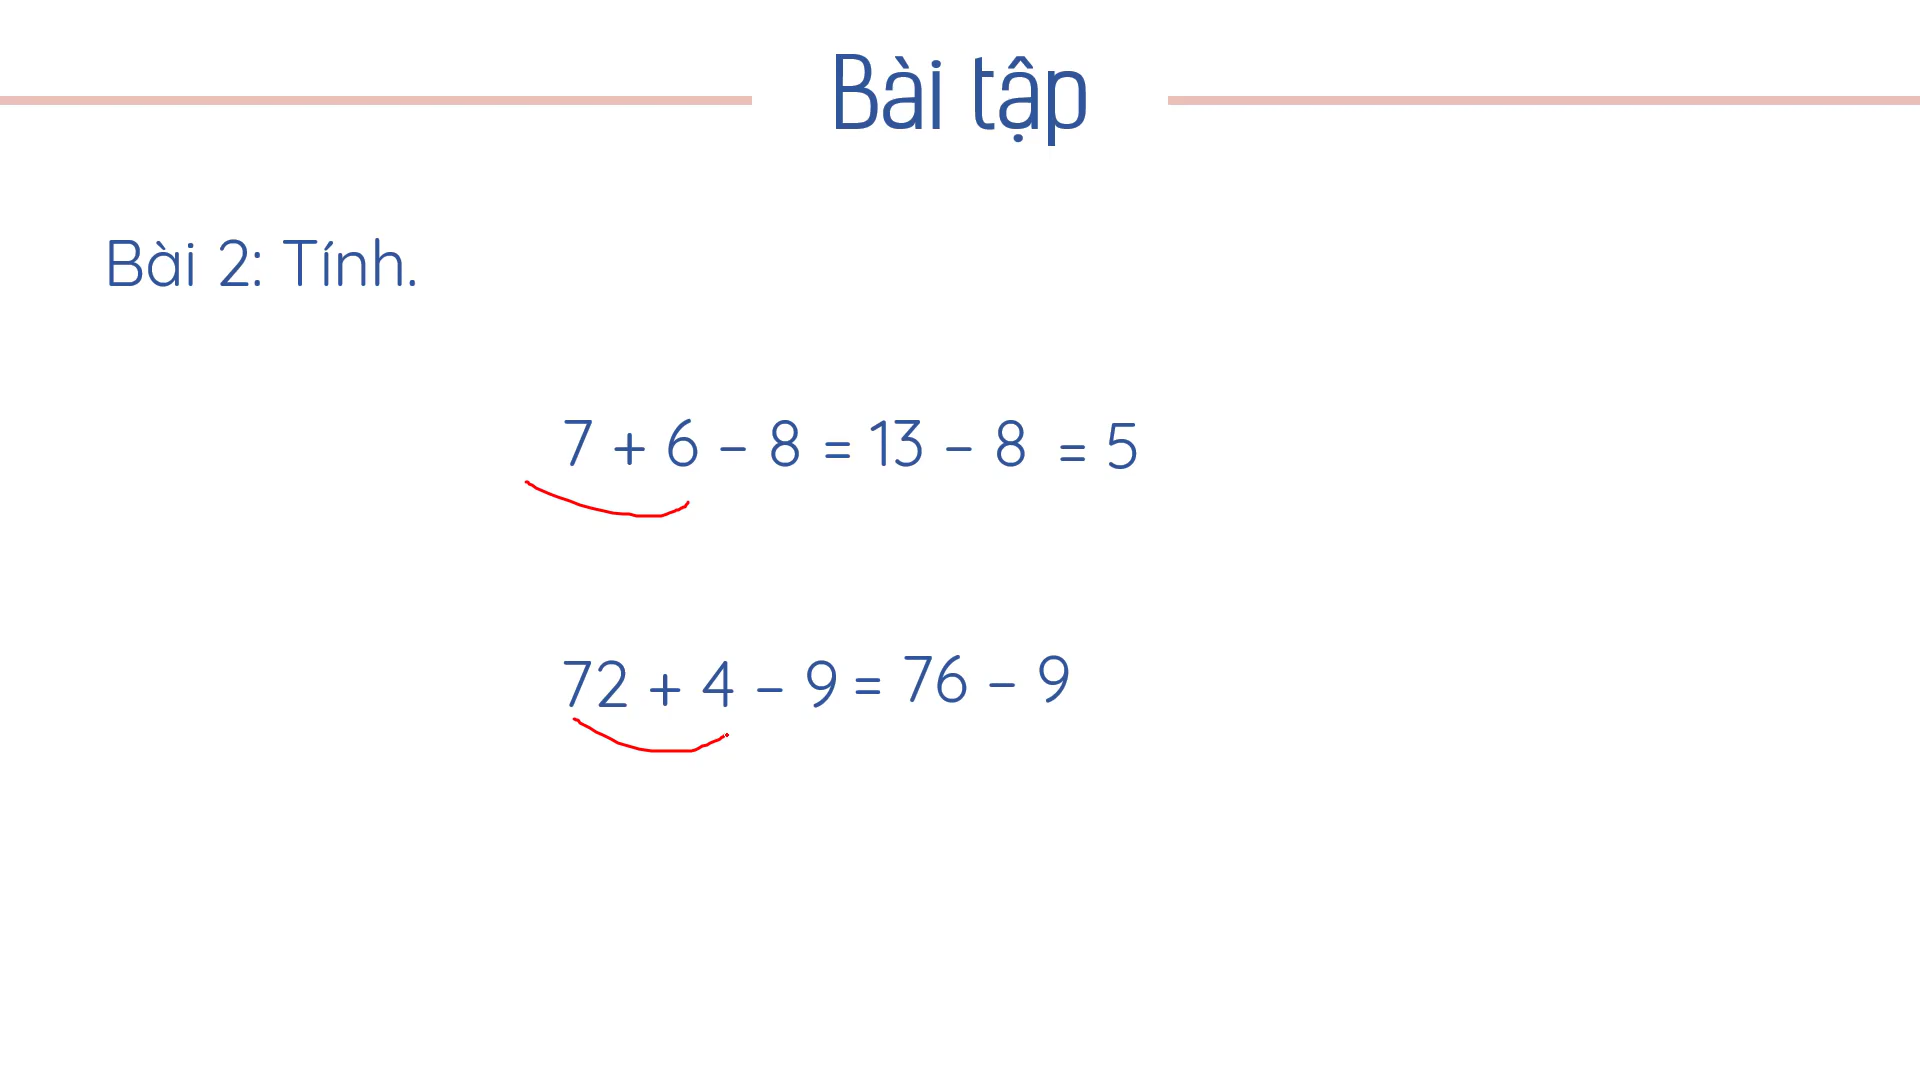 Bài tập
Bài 2: Tính.
7 + 6 – 8 = 13 – 8 = 5
72 + 4 – 9 = 76 – 9